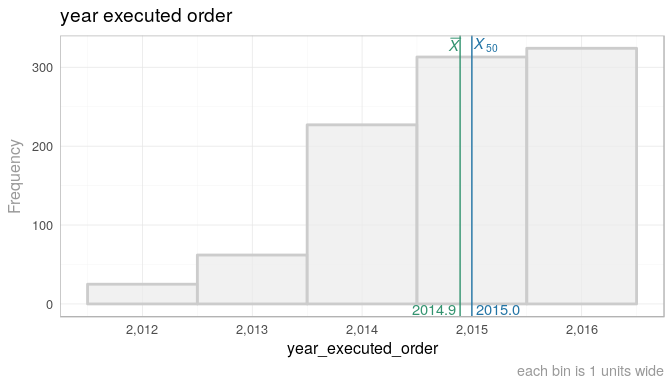 year executed order
X̅ X50
Frequency
300
200
100
0
2014.9 2015.0
2,012 2,013 2,014 2,015 2,016
year_executed_order
each bin is 1 units wide